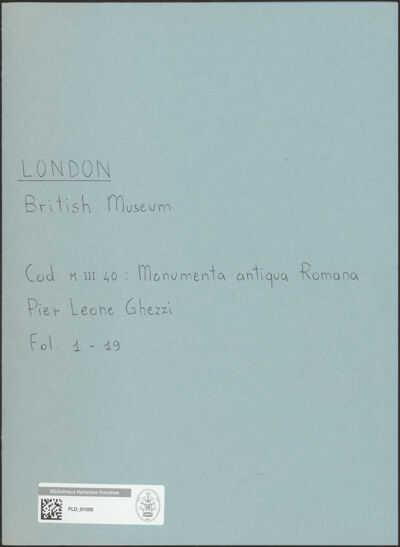 LONDON
British Museum
Cod. M III 40 : Monumenta antiqua Romana
Pier Leone Ghezzi
Fol. 1 - 19
Bibliotheca Hertziana Fotothek
FLD_01000